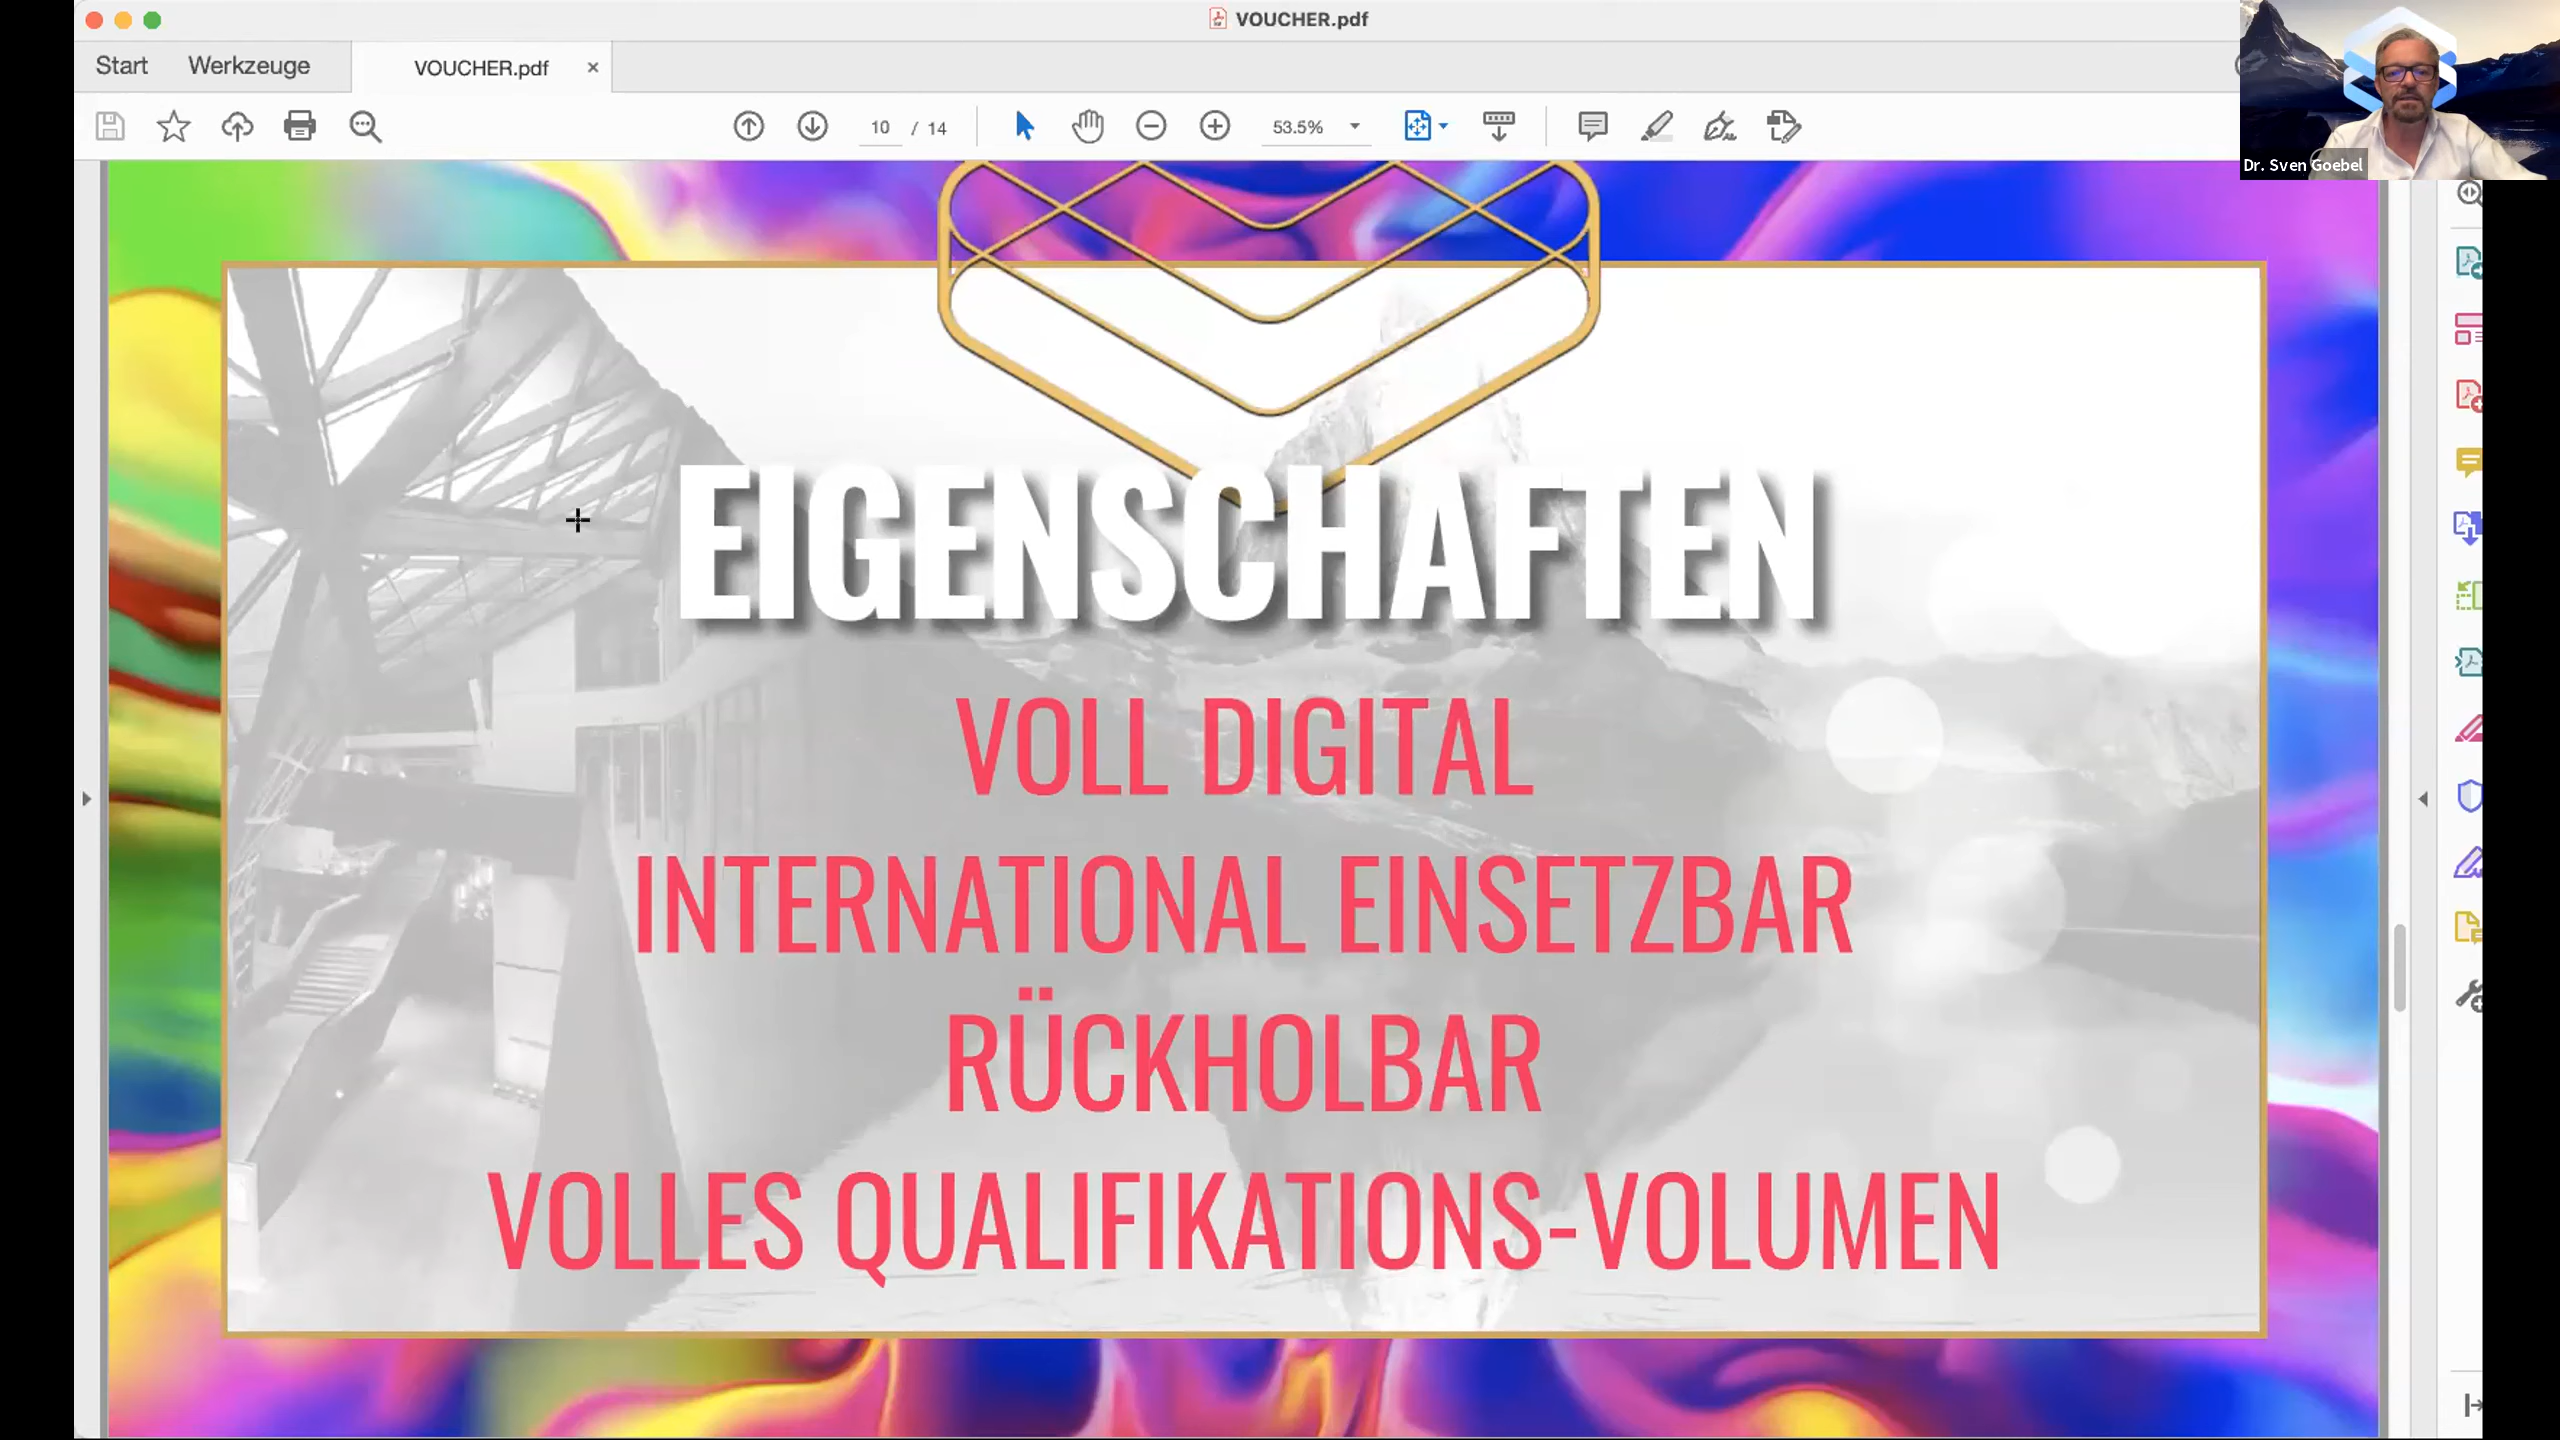 VOUCHER.pdf
Start Werkzeuge VOUCHER.pdf
10 / 14 53.5%
Dr. Sven Goebel
EIGENSCHAFTEN
VOLL DIGITAL
INTERNATIONAL EINSETZBAR
RÜCKHOLBAR
VOLLES QUALIFIKATIONS-VOLUMEN